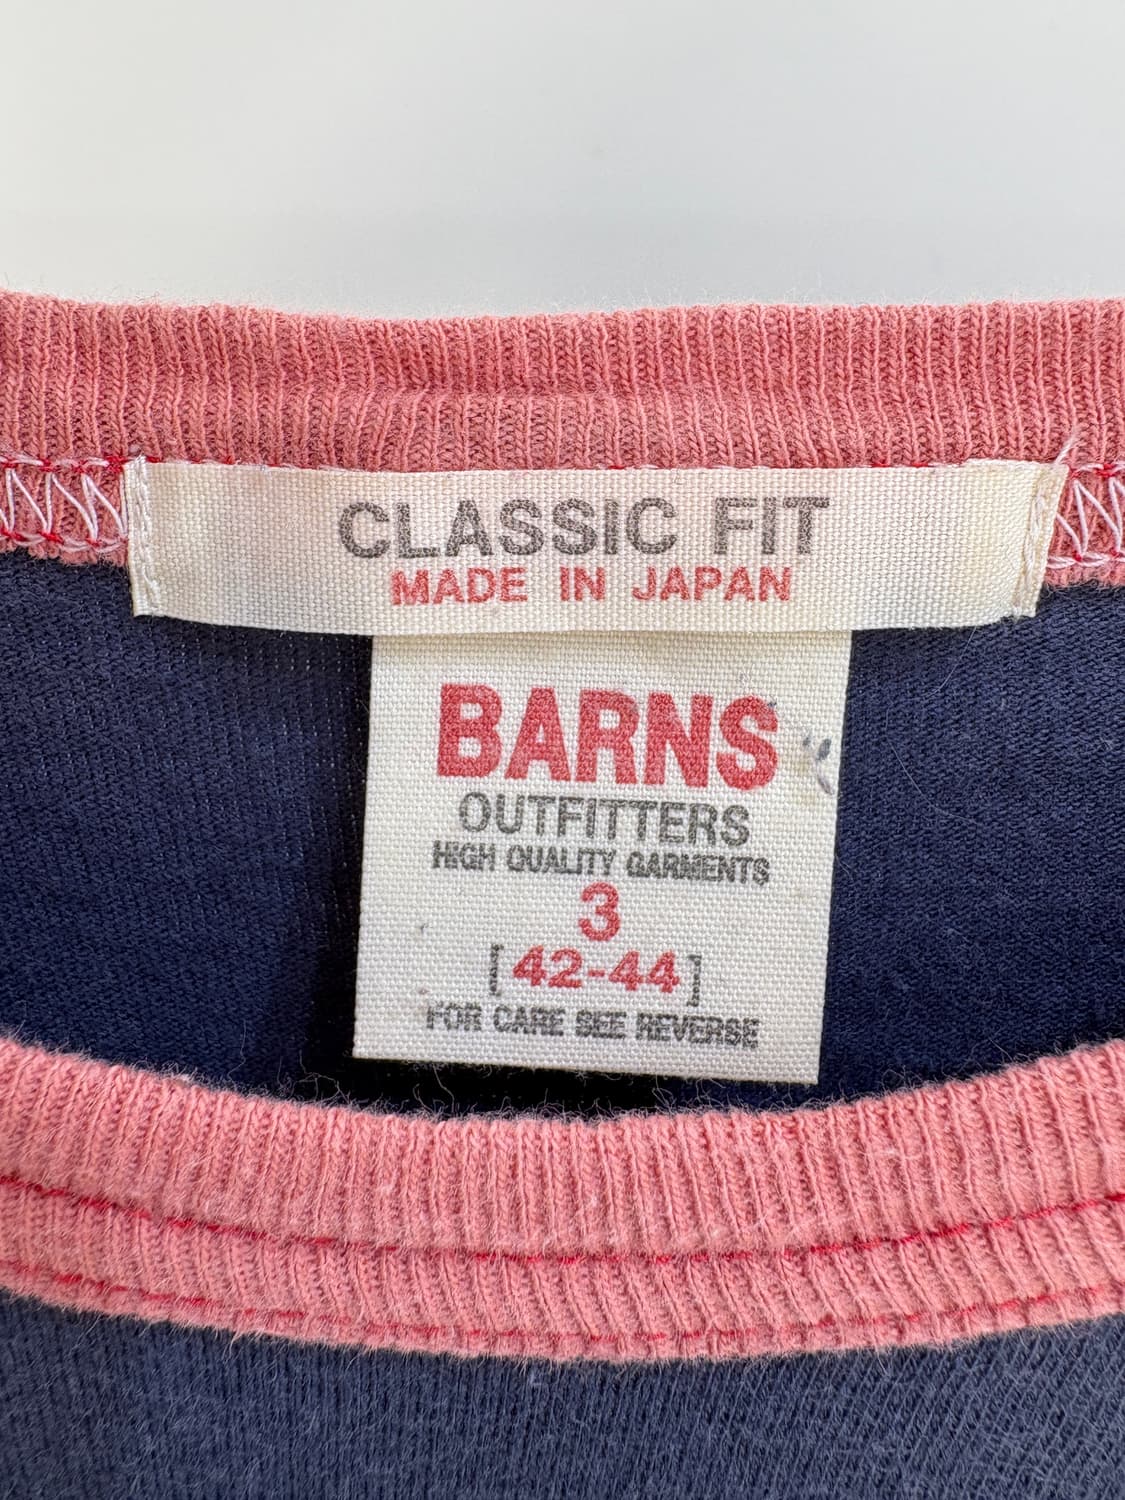 CLASSIC FIT
MADE IN JAPAN
BARNS
OUTFITTERS
HIGH QUALITY GARMENTS
3
[42-44]
FOR CARE SEE REVERSE